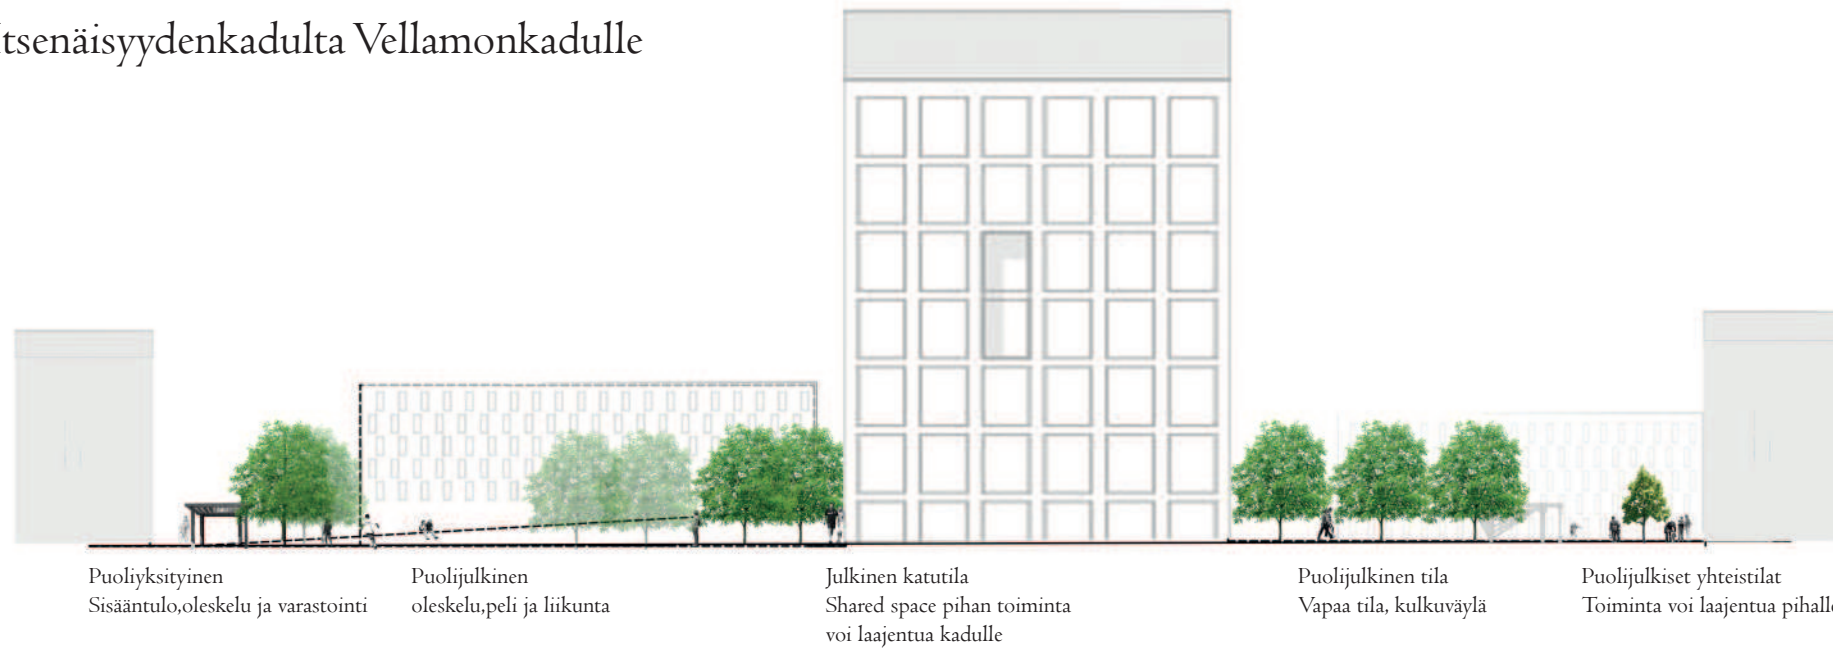 tsenäisyydenkadulta Vellamonkadulle
Puoliyksityinen
Sisääntulo,oleskelu ja varastointi
Puolijulkinen
oleskelu,peli ja liikunta
Julkinen katutila
Shared space pihan toiminta
voi laajentua kadulle
Puolijulkinen tila
Vapaa tila, kulkuväylä
Puolijulkiset yhteistilat
Toiminta voi laajentua pihalle